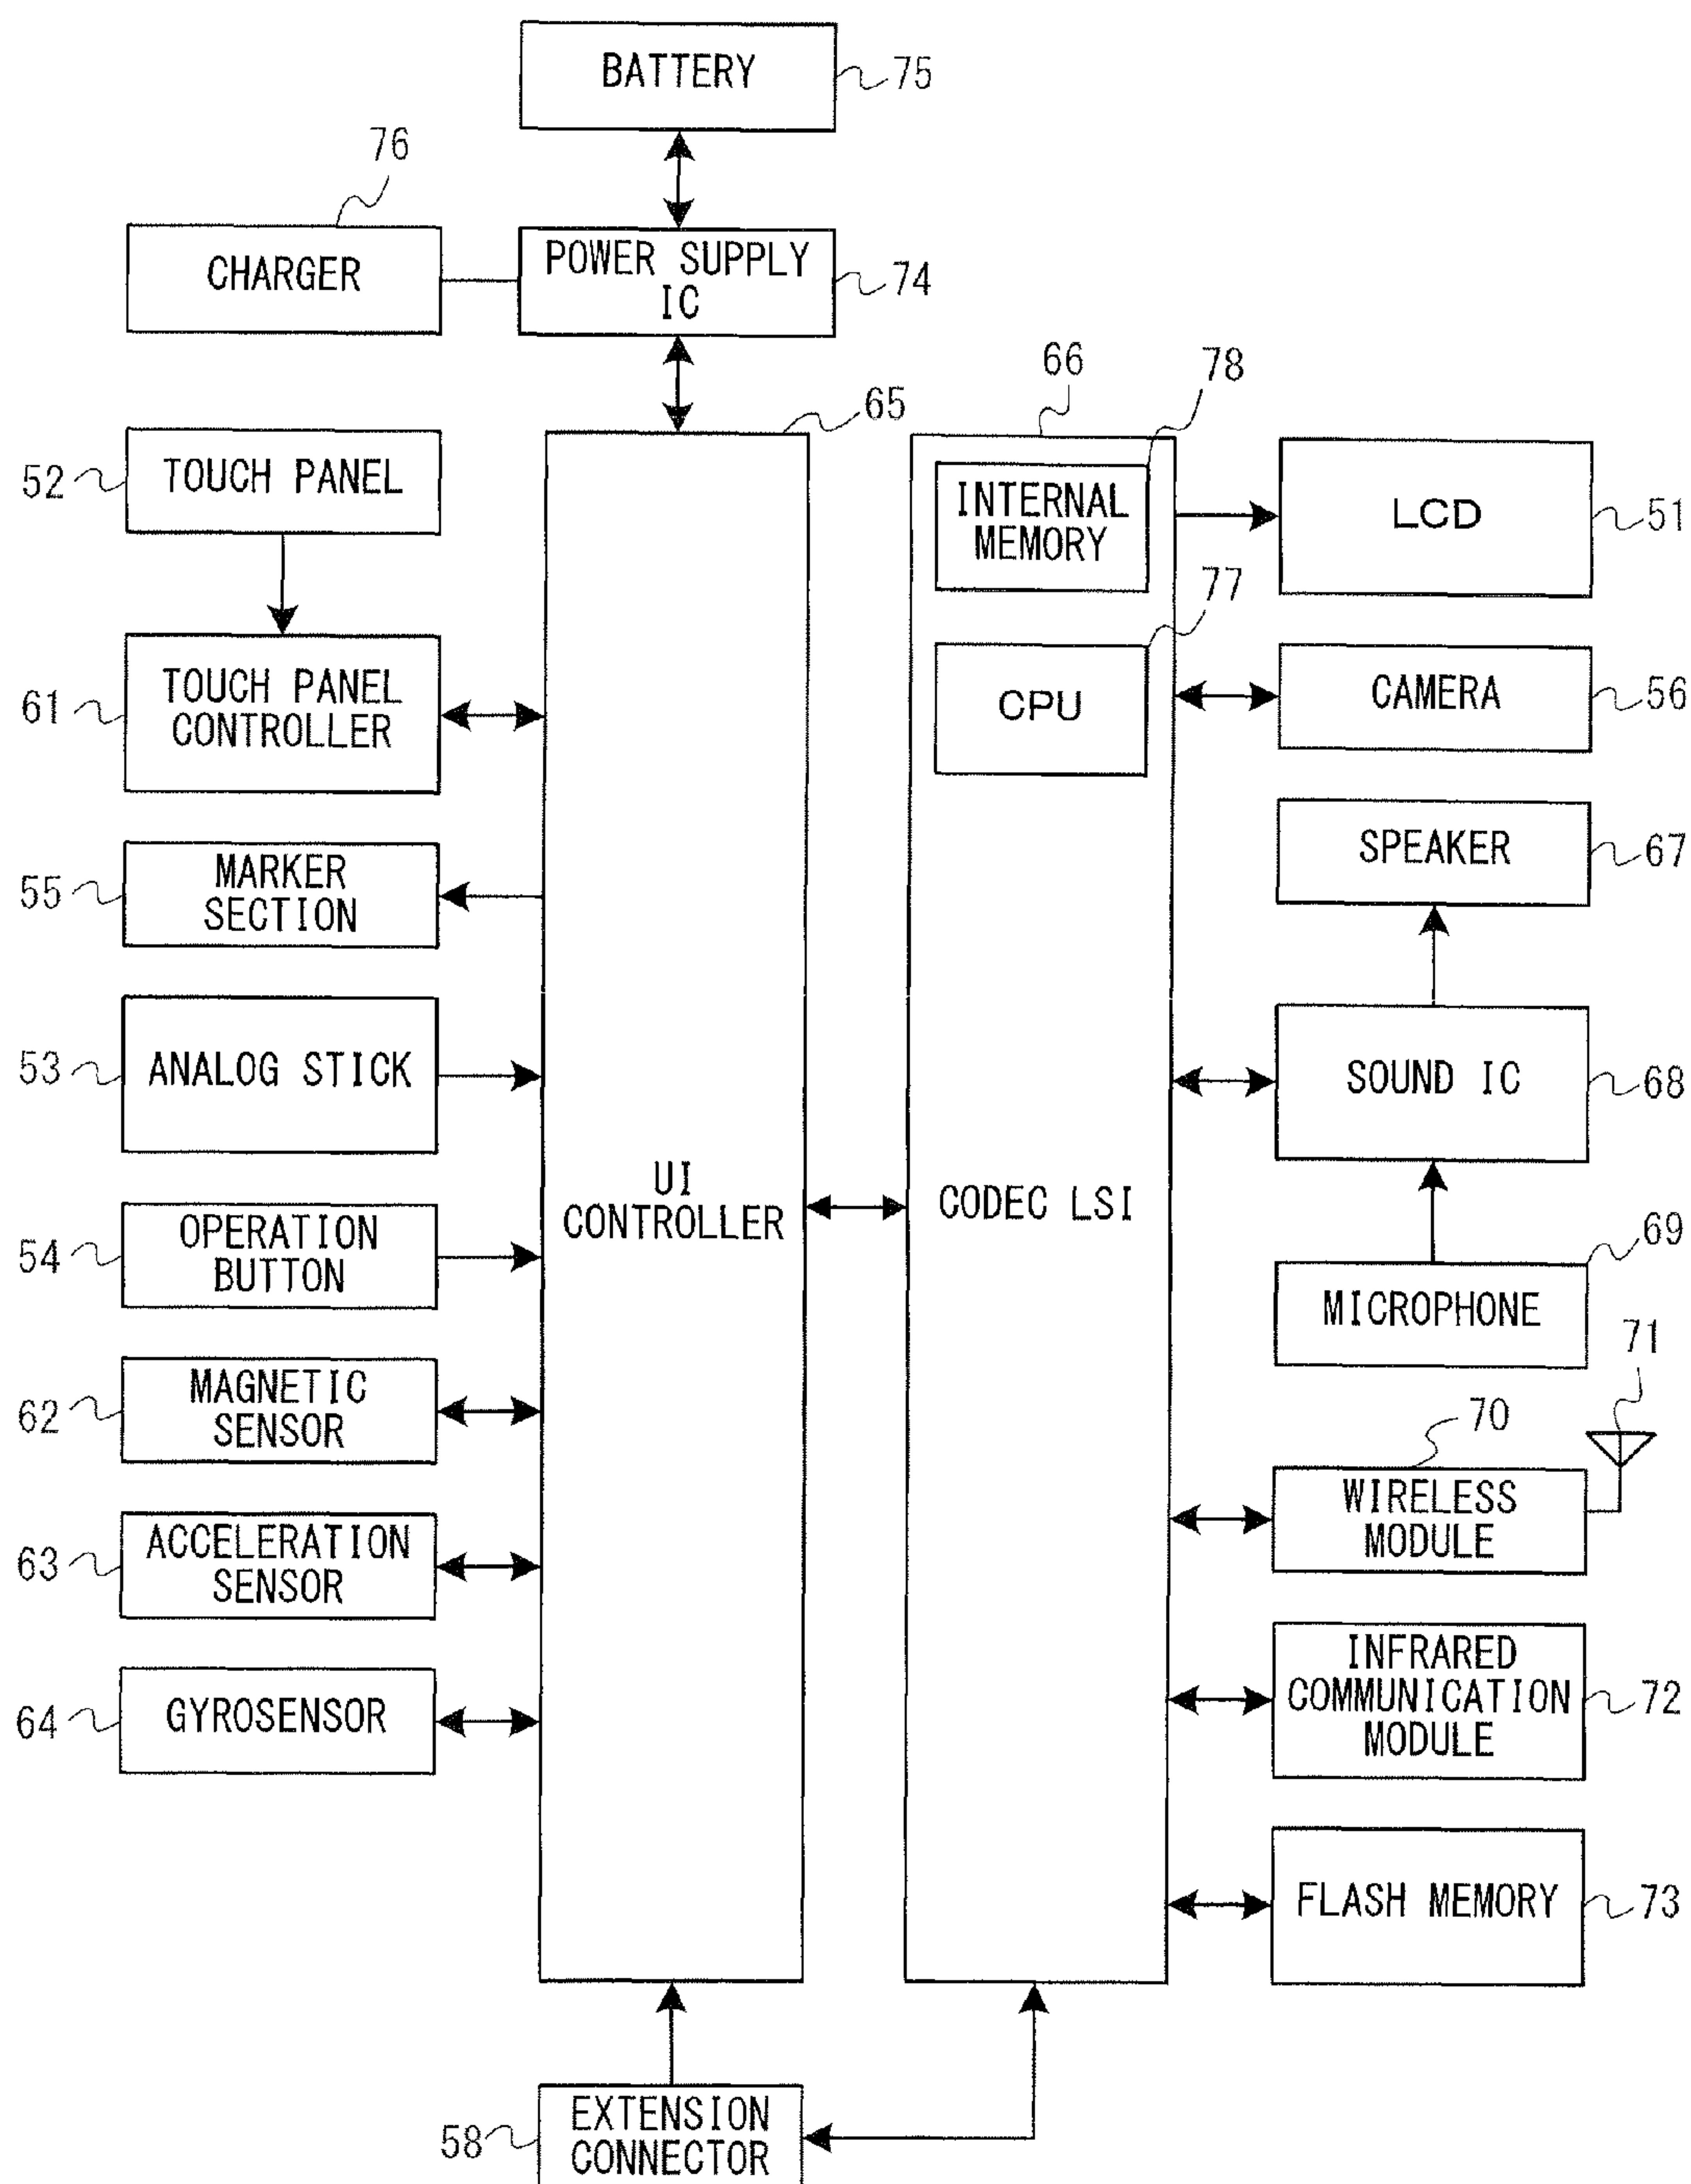 BATTERY
75
76
CHARGER
POWER SUPPLY
IC
74
65
66
78
52
TOUCH PANEL
INTERNAL
MEMORY
LCD
51
77
61
TOUCH PANEL
CONTROLLER
CPU
CAMERA
56
55
MARKER
SECTION
SPEAKER
67
53
ANALOG STICK
SOUND IC
68
UI
CONTROLLER
CODEC LSI
54
OPERATION
BUTTON
69
MICROPHONE
71
62
MAGNETIC
SENSOR
70
WIRELESS
MODULE
63
ACCELERATION
SENSOR
INFRARED
COMMUNICATION
MODULE
72
64
GYROSENSOR
FLASH MEMORY
73
58
EXTENSION
CONNECTOR